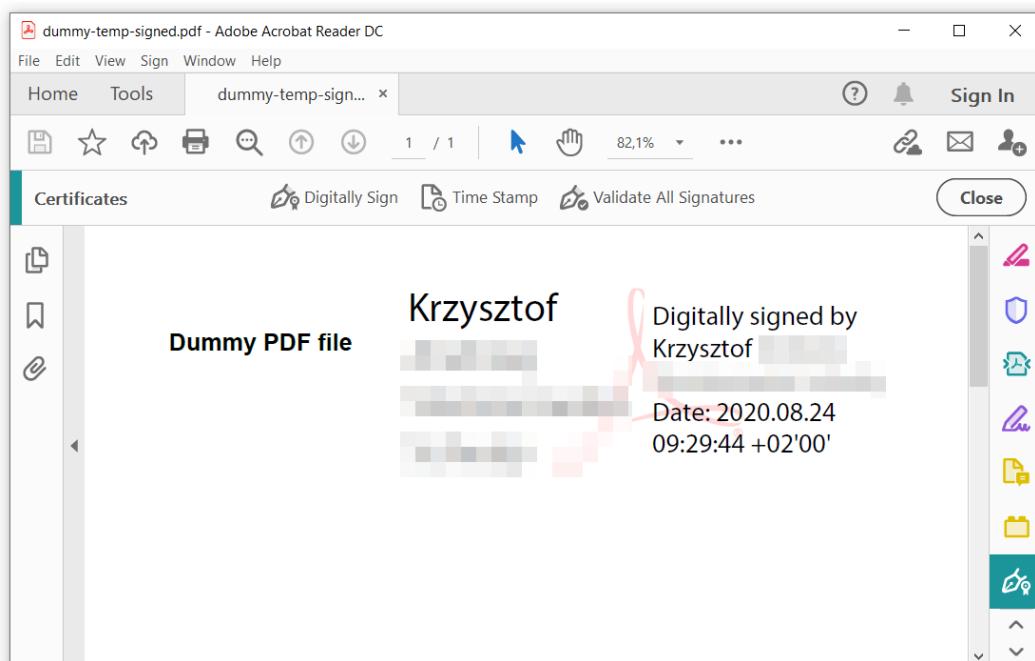 dummy-temp-signed.pdf - Adobe Acrobat Reader DC
File Edit View Sign Window Help
Home Tools dummy-temp-sign... × ? Sign In
1 / 1 82,1%
Certificates Digitally Sign Time Stamp Validate All Signatures Close
Dummy PDF file
Krzysztof
Digitally signed by
Krzysztof
Date: 2020.08.24
09:29:44 +02'00'